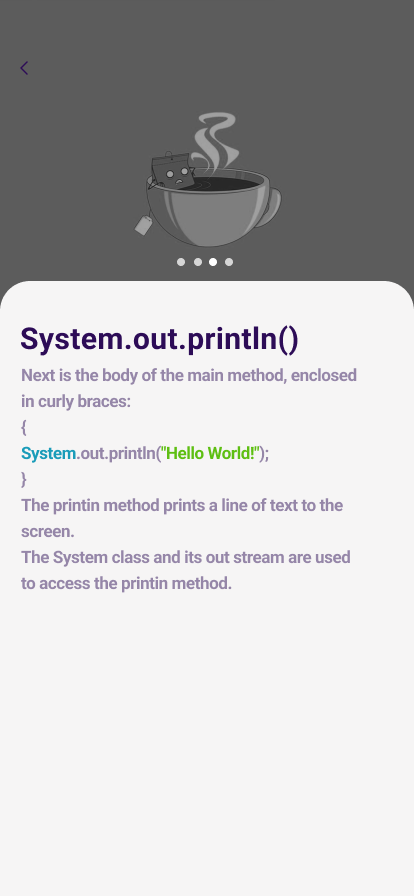 System.out.println()
Next is the body of the main method, enclosed
in curly braces:
{
System.out.println("Hello World!");
}
The printin method prints a line of text to the
screen.
The System class and its out stream are used
to access the printin method.